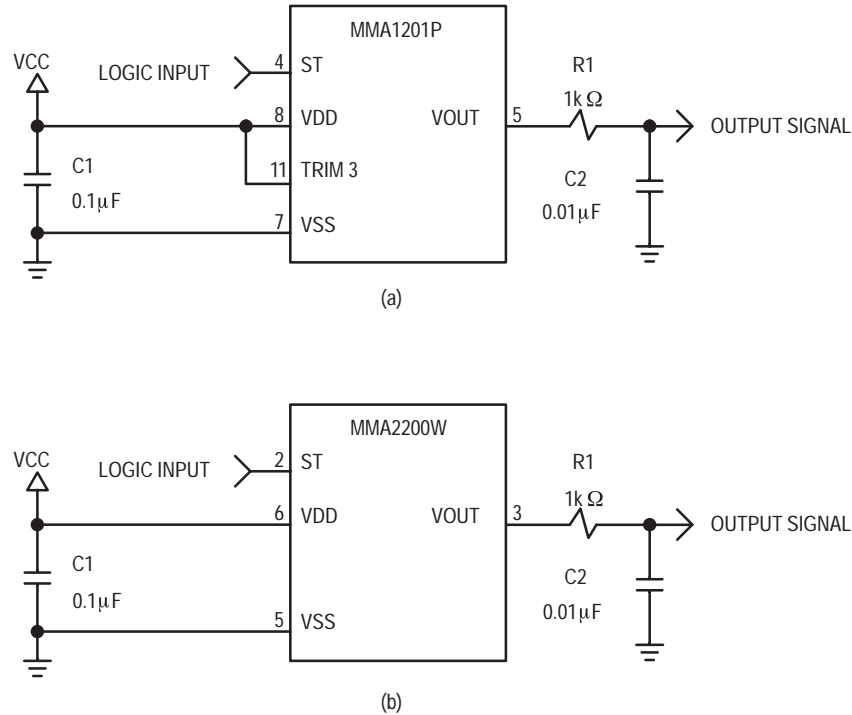 MMA1201P
VCC
LOGIC INPUT
4
ST
R1
1k Ω
8
VDD
VOUT
5
OUTPUT SIGNAL
C1
0.1µF
11
TRIM 3
C2
0.01µF
7
VSS
(a)
MMA2200W
VCC
LOGIC INPUT
2
ST
R1
1k Ω
6
VDD
VOUT
3
OUTPUT SIGNAL
C1
0.1µF
C2
0.01µF
5
VSS
(b)